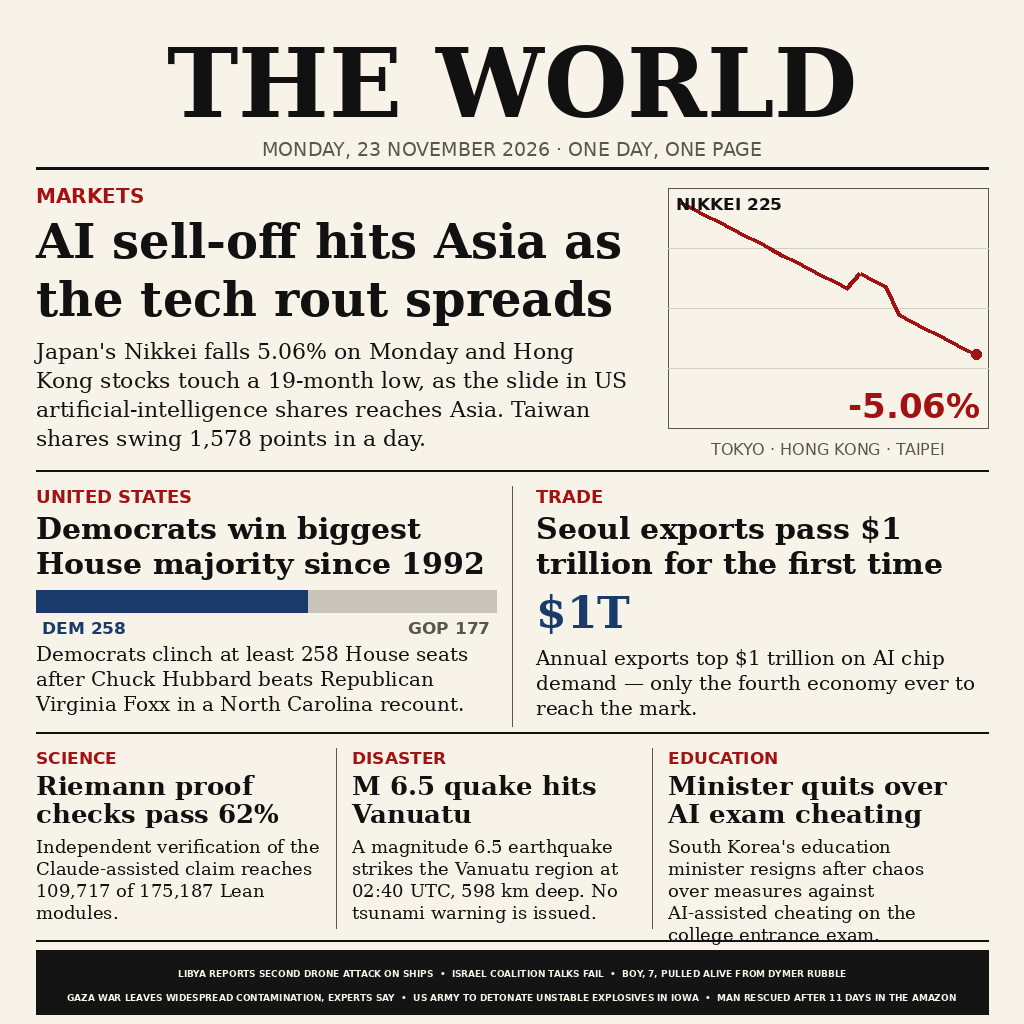 THE WORLD
MONDAY, 23 NOVEMBER 2026 · ONE DAY, ONE PAGE
MARKETS
AI sell-off hits Asia as
the tech rout spreads
Japan's Nikkei falls 5.06% on Monday and Hong
Kong stocks touch a 19-month low, as the slide in US
artificial-intelligence shares reaches Asia. Taiwan
shares swing 1,578 points in a day.
NIKKEI 225
-5.06%
TOKYO · HONG KONG · TAIPEI
UNITED STATES
Democrats win biggest
House majority since 1992
DEM 258
GOP 177
Democrats clinch at least 258 House seats
after Chuck Hubbard beats Republican
Virginia Foxx in a North Carolina recount.
TRADE
Seoul exports pass $1
trillion for the first time
$1T
Annual exports top $1 trillion on AI chip
demand — only the fourth economy ever to
reach the mark.
SCIENCE
Riemann proof
checks pass 62%
Independent verification of the
Claude-assisted claim reaches
109,717 of 175,187 Lean
modules.
DISASTER
M 6.5 quake hits
Vanuatu
A magnitude 6.5 earthquake
strikes the Vanuatu region at
02:40 UTC, 598 km deep. No
tsunami warning is issued.
EDUCATION
Minister quits over
AI exam cheating
South Korea's education
minister resigns after chaos
over measures against
AI-assisted cheating on the
college entrance exam.
LIBYA REPORTS SECOND DRONE ATTACK ON SHIPS • ISRAEL COALITION TALKS FAIL • BOY, 7, PULLED ALIVE FROM DYMER RUBBLE
GAZA WAR LEAVES WIDESPREAD CONTAMINATION, EXPERTS SAY • US ARMY TO DETONATE UNSTABLE EXPLOSIVES IN IOWA • MAN RESCUED AFTER 11 DAYS IN THE AMAZON